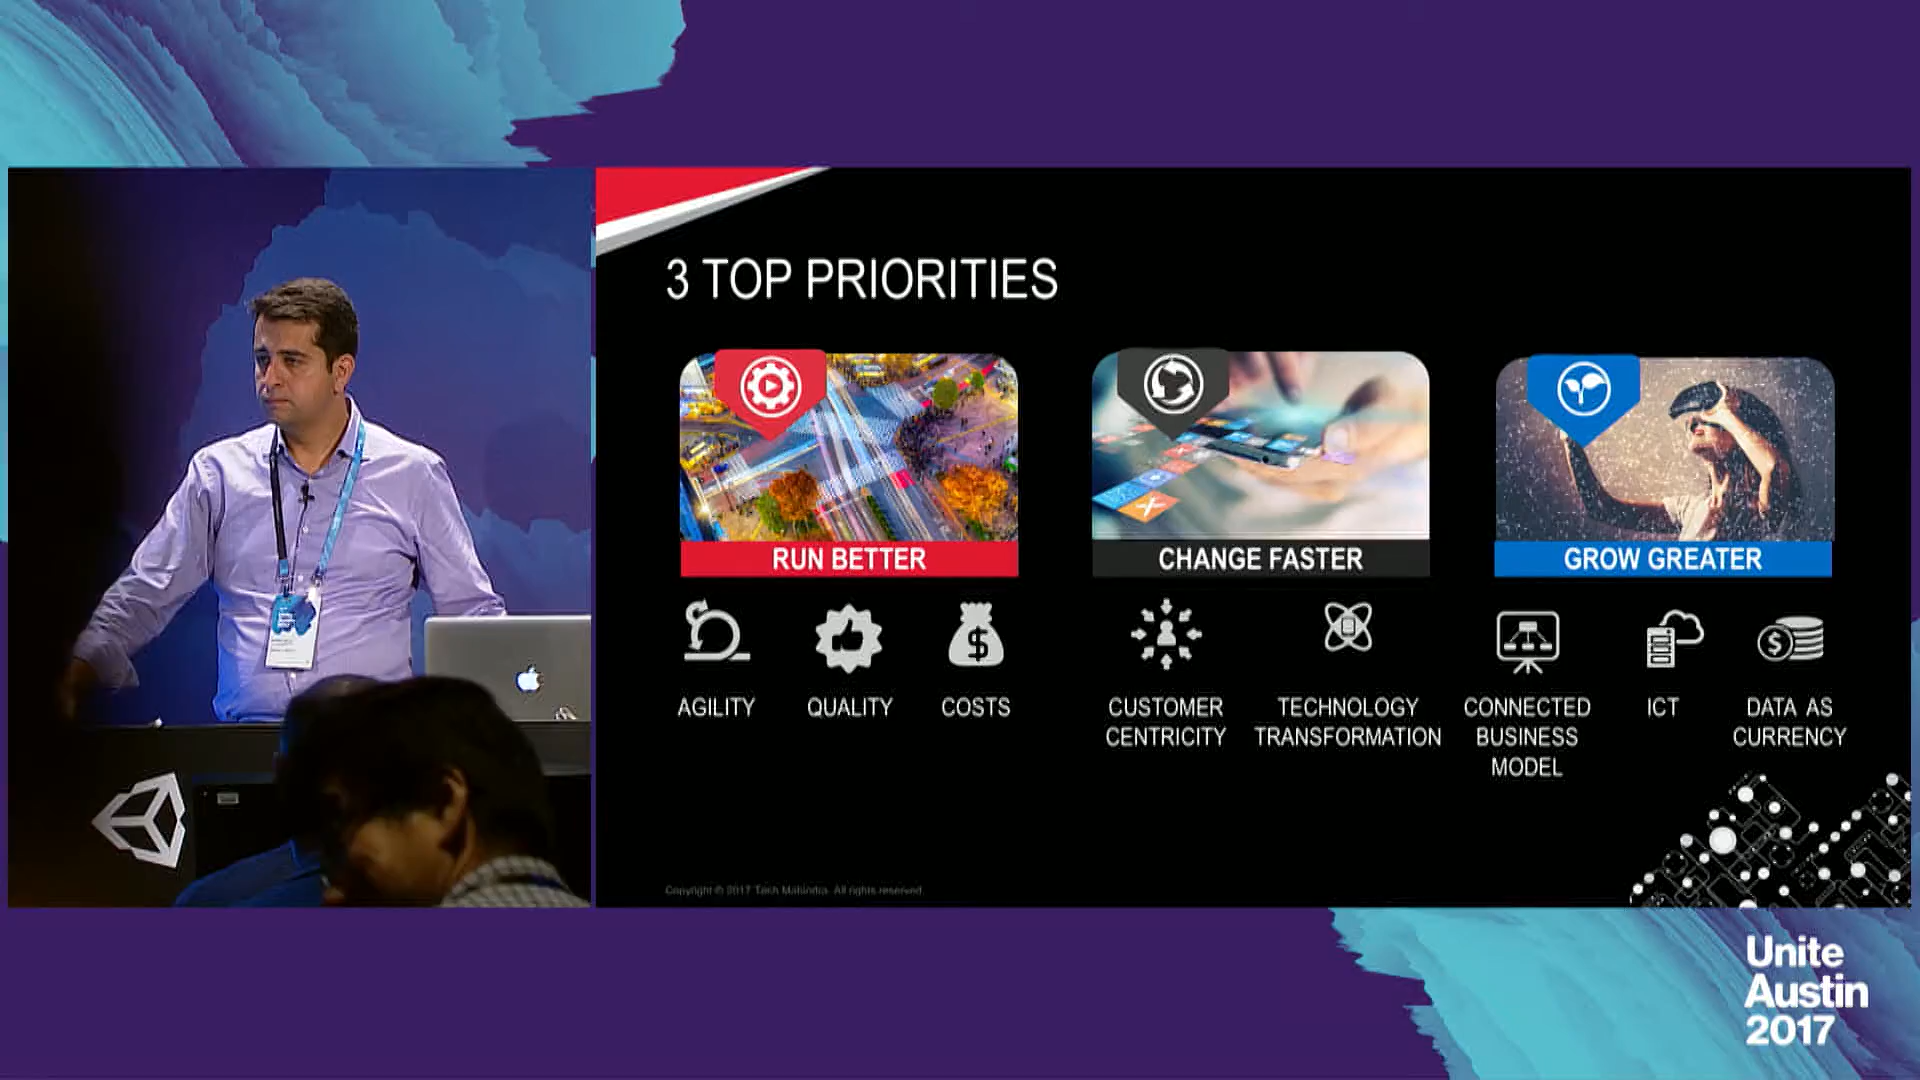 3 TOP PRIORITIES
RUN BETTER
CHANGE FASTER
GROW GREATER
AGILITY
QUALITY
COSTS
CUSTOMER
CENTRICITY
TECHNOLOGY
TRANSFORMATION
CONNECTED
BUSINESS
MODEL
ICT
DATA AS
CURRENCY
Copyright © 2017 Tech Mahindra. All rights reserved.
Unite
Austin
2017